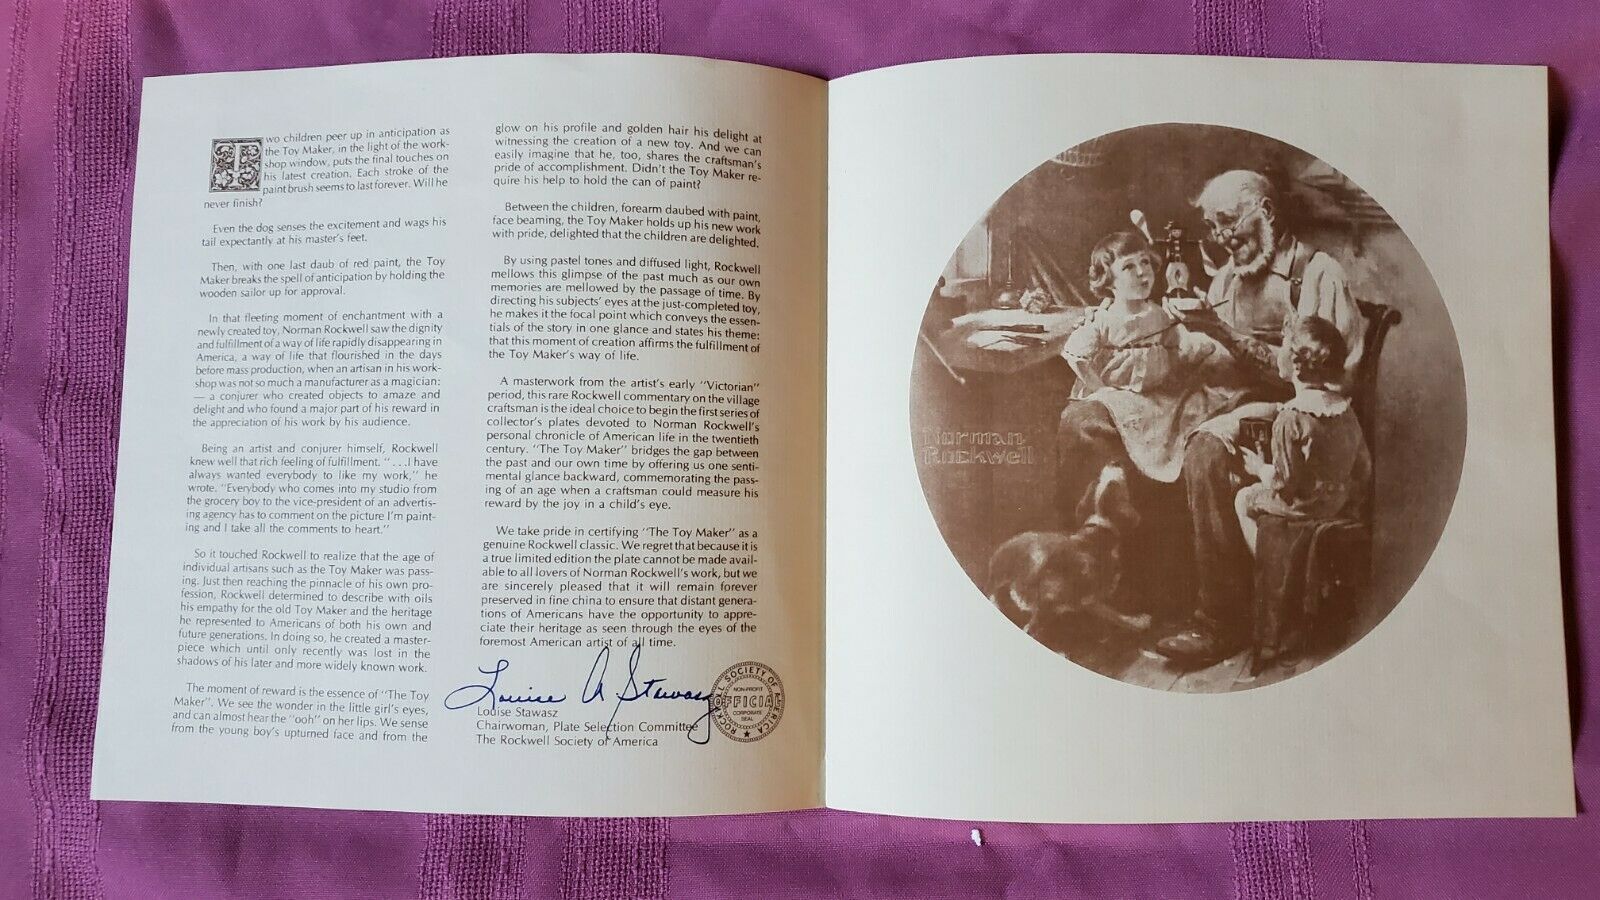 Two children peer up in anticipation as
the Toy Maker, in the light of the work-
shop window, puts the final touches on
his latest creation. Each stroke of the
paint brush seems to last forever. Will he
never finish?
Even the dog senses the excitement and wags his
tail expectantly at his master's feet.
Then, with one last daub of red paint, the Toy
Maker breaks the spell of anticipation by holding the
wooden sailor up for approval.
In that fleeting moment of enchantment with a
newly created toy, Norman Rockwell saw the dignity
and fulfillment of a way of life rapidly disappearing in
America, a way of life that flourished in the days
before mass production, when an artisan in his work-
shop was not so much a manufacturer as a magician:
— a conjurer who created objects to amaze and
delight and who found a major part of his reward in
the appreciation of his work by his audience.
Being an artist and conjurer himself, Rockwell
knew well that rich feeling of fulfillment. "...I have
always wanted everybody to like my work," he
wrote. "Everybody who comes into my studio from
the grocery boy to the vice-president of an advertis-
ing agency has to comment on the picture I'm paint-
ing and I take all the comments to heart."
So it touched Rockwell to realize that the age of
individual artisans such as the Toy Maker was pass-
ing. Just then reaching the pinnacle of his own pro-
fession, Rockwell determined to describe with oils
his empathy for the old Toy Maker and the heritage
he represented to Americans of both his own and
future generations. In doing so, he created a master-
piece which until only recently was lost in the
shadows of his later and more widely known work.
The moment of reward is the essence of "The Toy
Maker". We see the wonder in the little girl's eyes,
and can almost hear the "ooh" on her lips. We sense
from the young boy's upturned face and from the
glow on his profile and golden hair his delight at
witnessing the creation of a new toy. And we can
easily imagine that he, too, shares the craftsman's
pride of accomplishment. Didn't the Toy Maker re-
quire his help to hold the can of paint?
Between the children, forearm daubed with paint,
face beaming, the Toy Maker holds up his new work
with pride, delighted that the children are delighted.
By using pastel tones and diffused light, Rockwell
mellows this glimpse of the past much as our own
memories are mellowed by the passage of time. By
directing his subjects' eyes at the just-completed toy,
he makes it the focal point which conveys the essen-
tials of the story in one glance and states his theme:
that this moment of creation affirms the fulfillment of
the Toy Maker's way of life.
A masterwork from the artist's early "Victorian"
period, this rare Rockwell commentary on the village
craftsman is the ideal choice to begin the first series of
collector's plates devoted to Norman Rockwell's
personal chronicle of American life in the twentieth
century. "The Toy Maker" bridges the gap between
the past and our own time by offering us one senti-
mental glance backward, commemorating the pass-
ing of an age when a craftsman could measure his
reward by the joy in a child's eye.
We take pride in certifying "The Toy Maker" as a
genuine Rockwell classic. We regret that because it is
a true limited edition the plate cannot be made avail-
able to all lovers of Norman Rockwell's work, but we
are sincerely pleased that it will remain forever
preserved in fine china to ensure that distant genera-
tions of Americans have the opportunity to appre-
ciate their heritage as seen through the eyes of the
foremost American artist of all time.
Louise A. Stawasz
Louise Stawasz
Chairwoman, Plate Selection Committee
The Rockwell Society of America
ROCKWELL SOCIETY OF AMERICA
NON-PROFIT
OFFICIAL
CORPORATE
SEAL
Norman
Rockwell